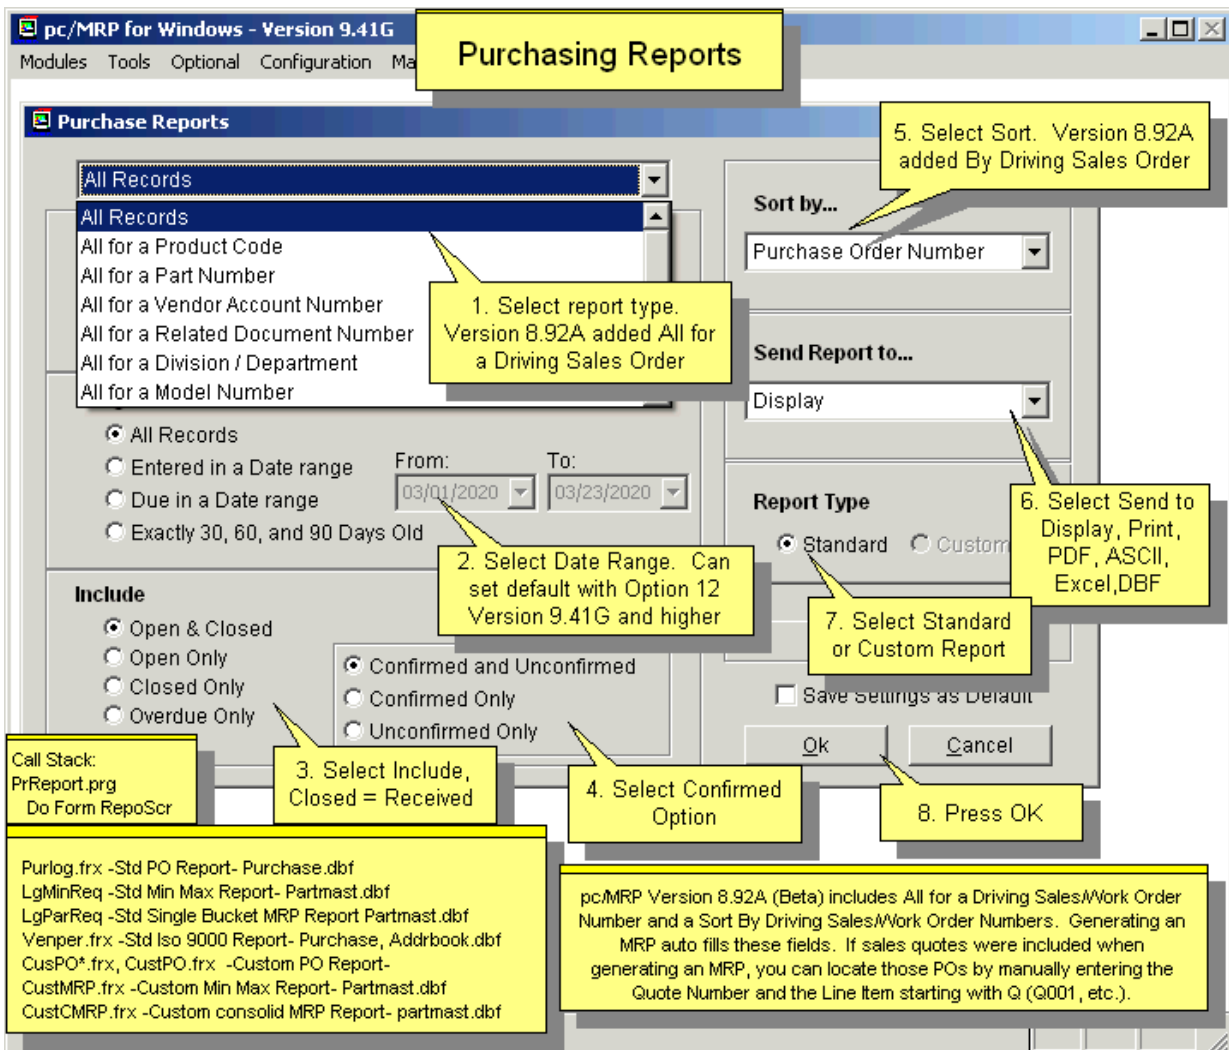 pc/MRP for Windows - Version 9.41G
Purchasing Reports
Modules Tools Optional Configuration Ma
Purchase Reports
5. Select Sort. Version 8.92A
added By Driving Sales Order
All Records
All Records
All for a Product Code
All for a Part Number
All for a Vendor Account Number
All for a Related Document Number
All for a Division / Department
All for a Model Number
1. Select report type.
Version 8.92A added All for
a Driving Sales Order
Sort by...
Purchase Order Number
Send Report to...
Display
All Records
Entered in a Date range
Due in a Date range
Exactly 30, 60, and 90 Days Old
From:
To:
03/01/2020
03/23/2020
2. Select Date Range. Can
set default with Option 12
Version 9.41G and higher
Report Type
Standard
Custom
6. Select Send to
Display, Print,
PDF, ASCII,
Excel,DBF
7. Select Standard
or Custom Report
Include
Open & Closed
Open Only
Closed Only
Overdue Only
Confirmed and Unconfirmed
Confirmed Only
Unconfirmed Only
Save Settings as Default
Ok
Cancel
3. Select Include,
Closed = Received
4. Select Confirmed
Option
8. Press OK
Call Stack:
PrReport.prg
Do Form RepoScr
Purlog.frx -Std PO Report- Purchase.dbf
LgMinReq -Std Min Max Report- Partmast.dbf
LgParReq -Std Single Bucket MRP Report Partmast.dbf
Venper.frx -Std Iso 9000 Report- Purchase, Addrbook.dbf
CusPO*.frx, CustPO.frx -Custom PO Report-
CustMRP.frx -Custom Min Max Report- Partmast.dbf
CustCMRP.frx -Custom consolid MRP Report- partmast.dbf
pc/MRP Version 8.92A (Beta) includes All for a Driving Sales/Work Order
Number and a Sort By Driving Sales/Work Order Numbers. Generating an
MRP auto fills these fields. If sales quotes were included when
generating an MRP, you can locate those POs by manually entering the
Quote Number and the Line Item starting with Q (Q001, etc.).